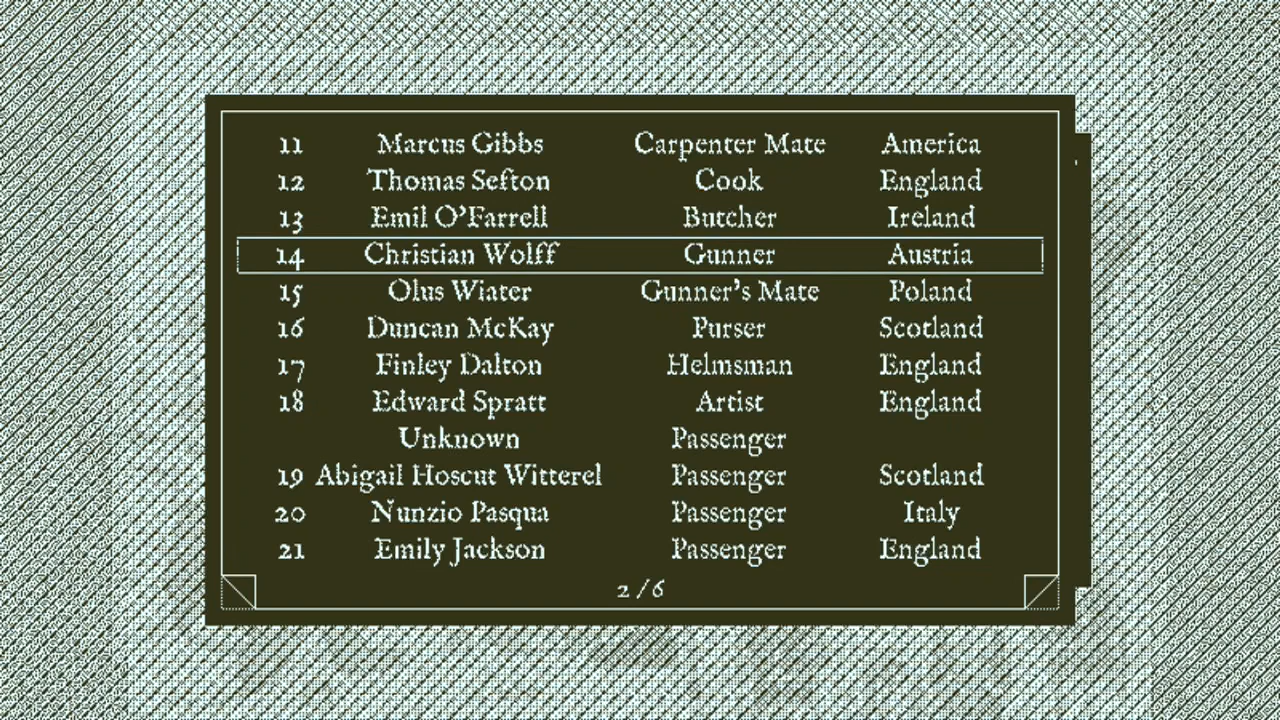 11 Marcus Gibbs Carpenter Mate America
12 Thomas Sefton Cook England
13 Emil O'Farrell Butcher Ireland
14 Christian Wolff Gunner Austria
15 Olus Wiater Gunner's Mate Poland
16 Duncan McKay Purser Scotland
17 Finley Dalton Helmsman England
18 Edward Spratt Artist England
Unknown Passenger
19 Abigail Hoscut Witterel Passenger Scotland
20 Nunzio Pasqua Passenger Italy
21 Emily Jackson Passenger England
2/6